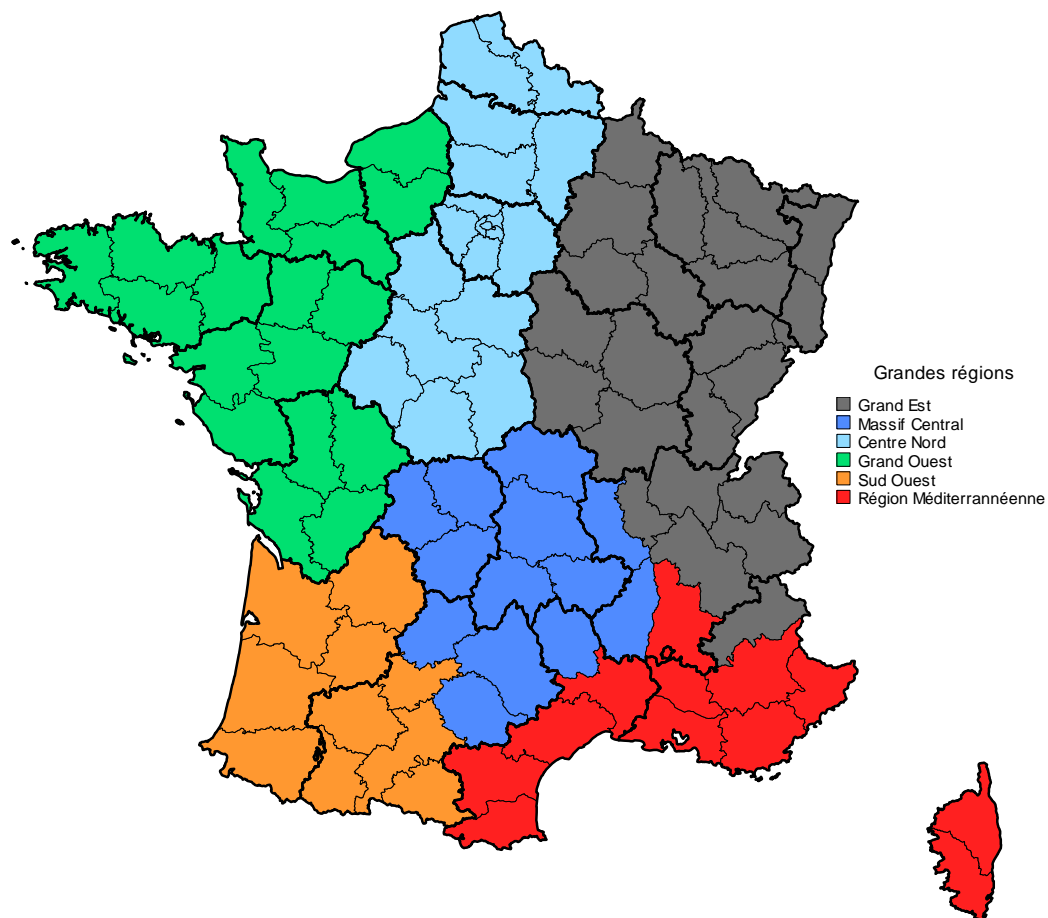 Grandes régions
Grand Est
Massif Central
Centre Nord
Grand Ouest
Sud Ouest
Région Méditerrannéenne